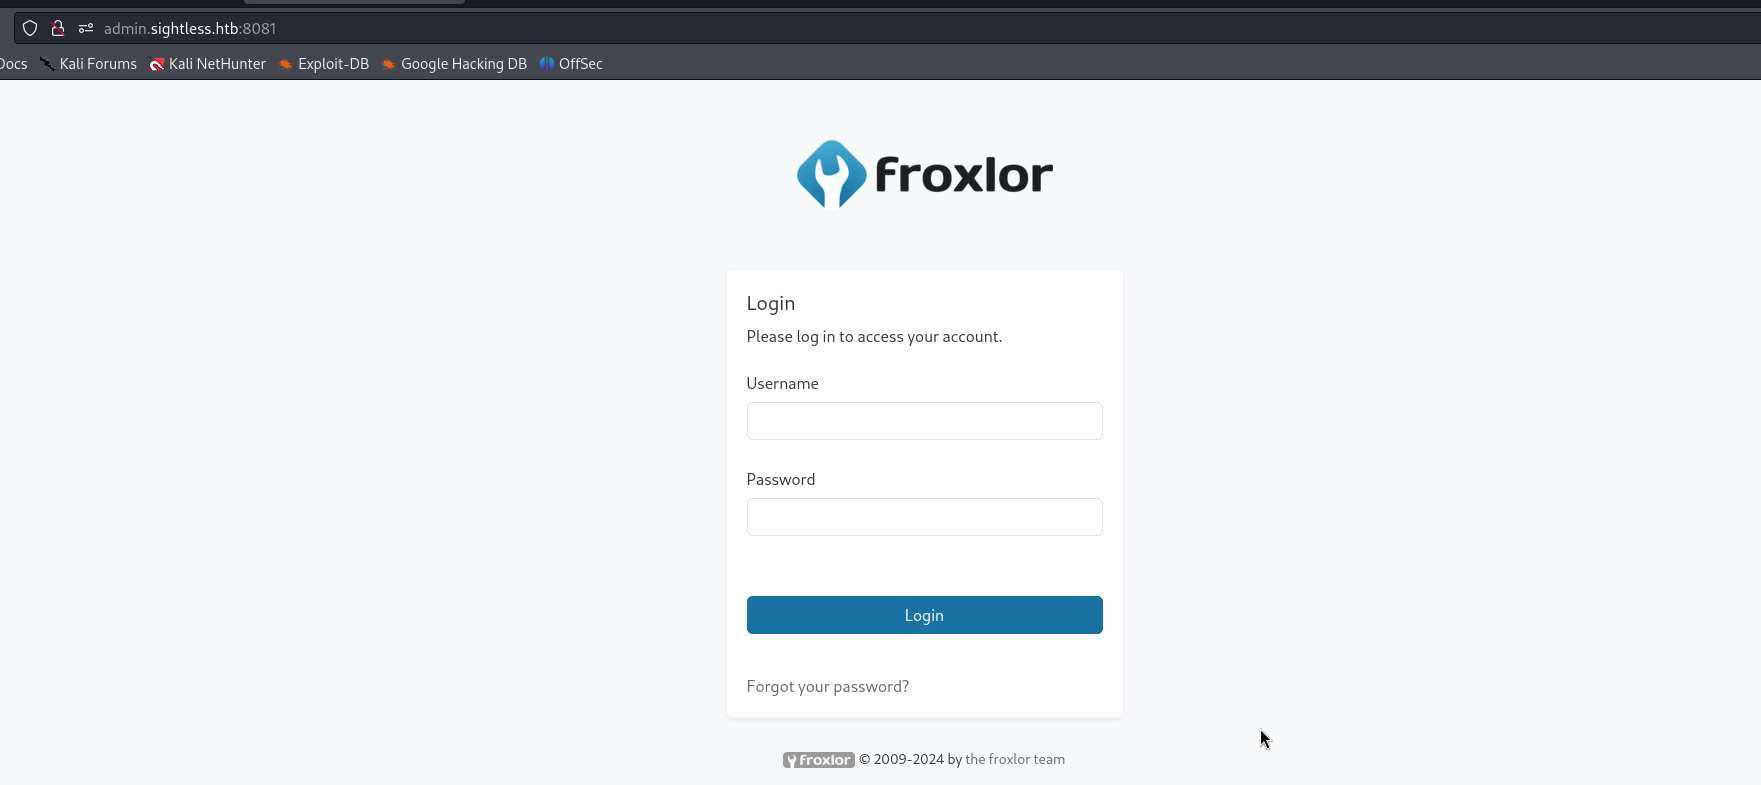 admin.sightless.htb:8081
Docs Kali Forums Kali NetHunter Exploit-DB Google Hacking DB OffSec
froxlor
Login
Please log in to access your account.
Username
Password
Login
Forgot your password?
froxlor © 2009-2024 by the froxlor team